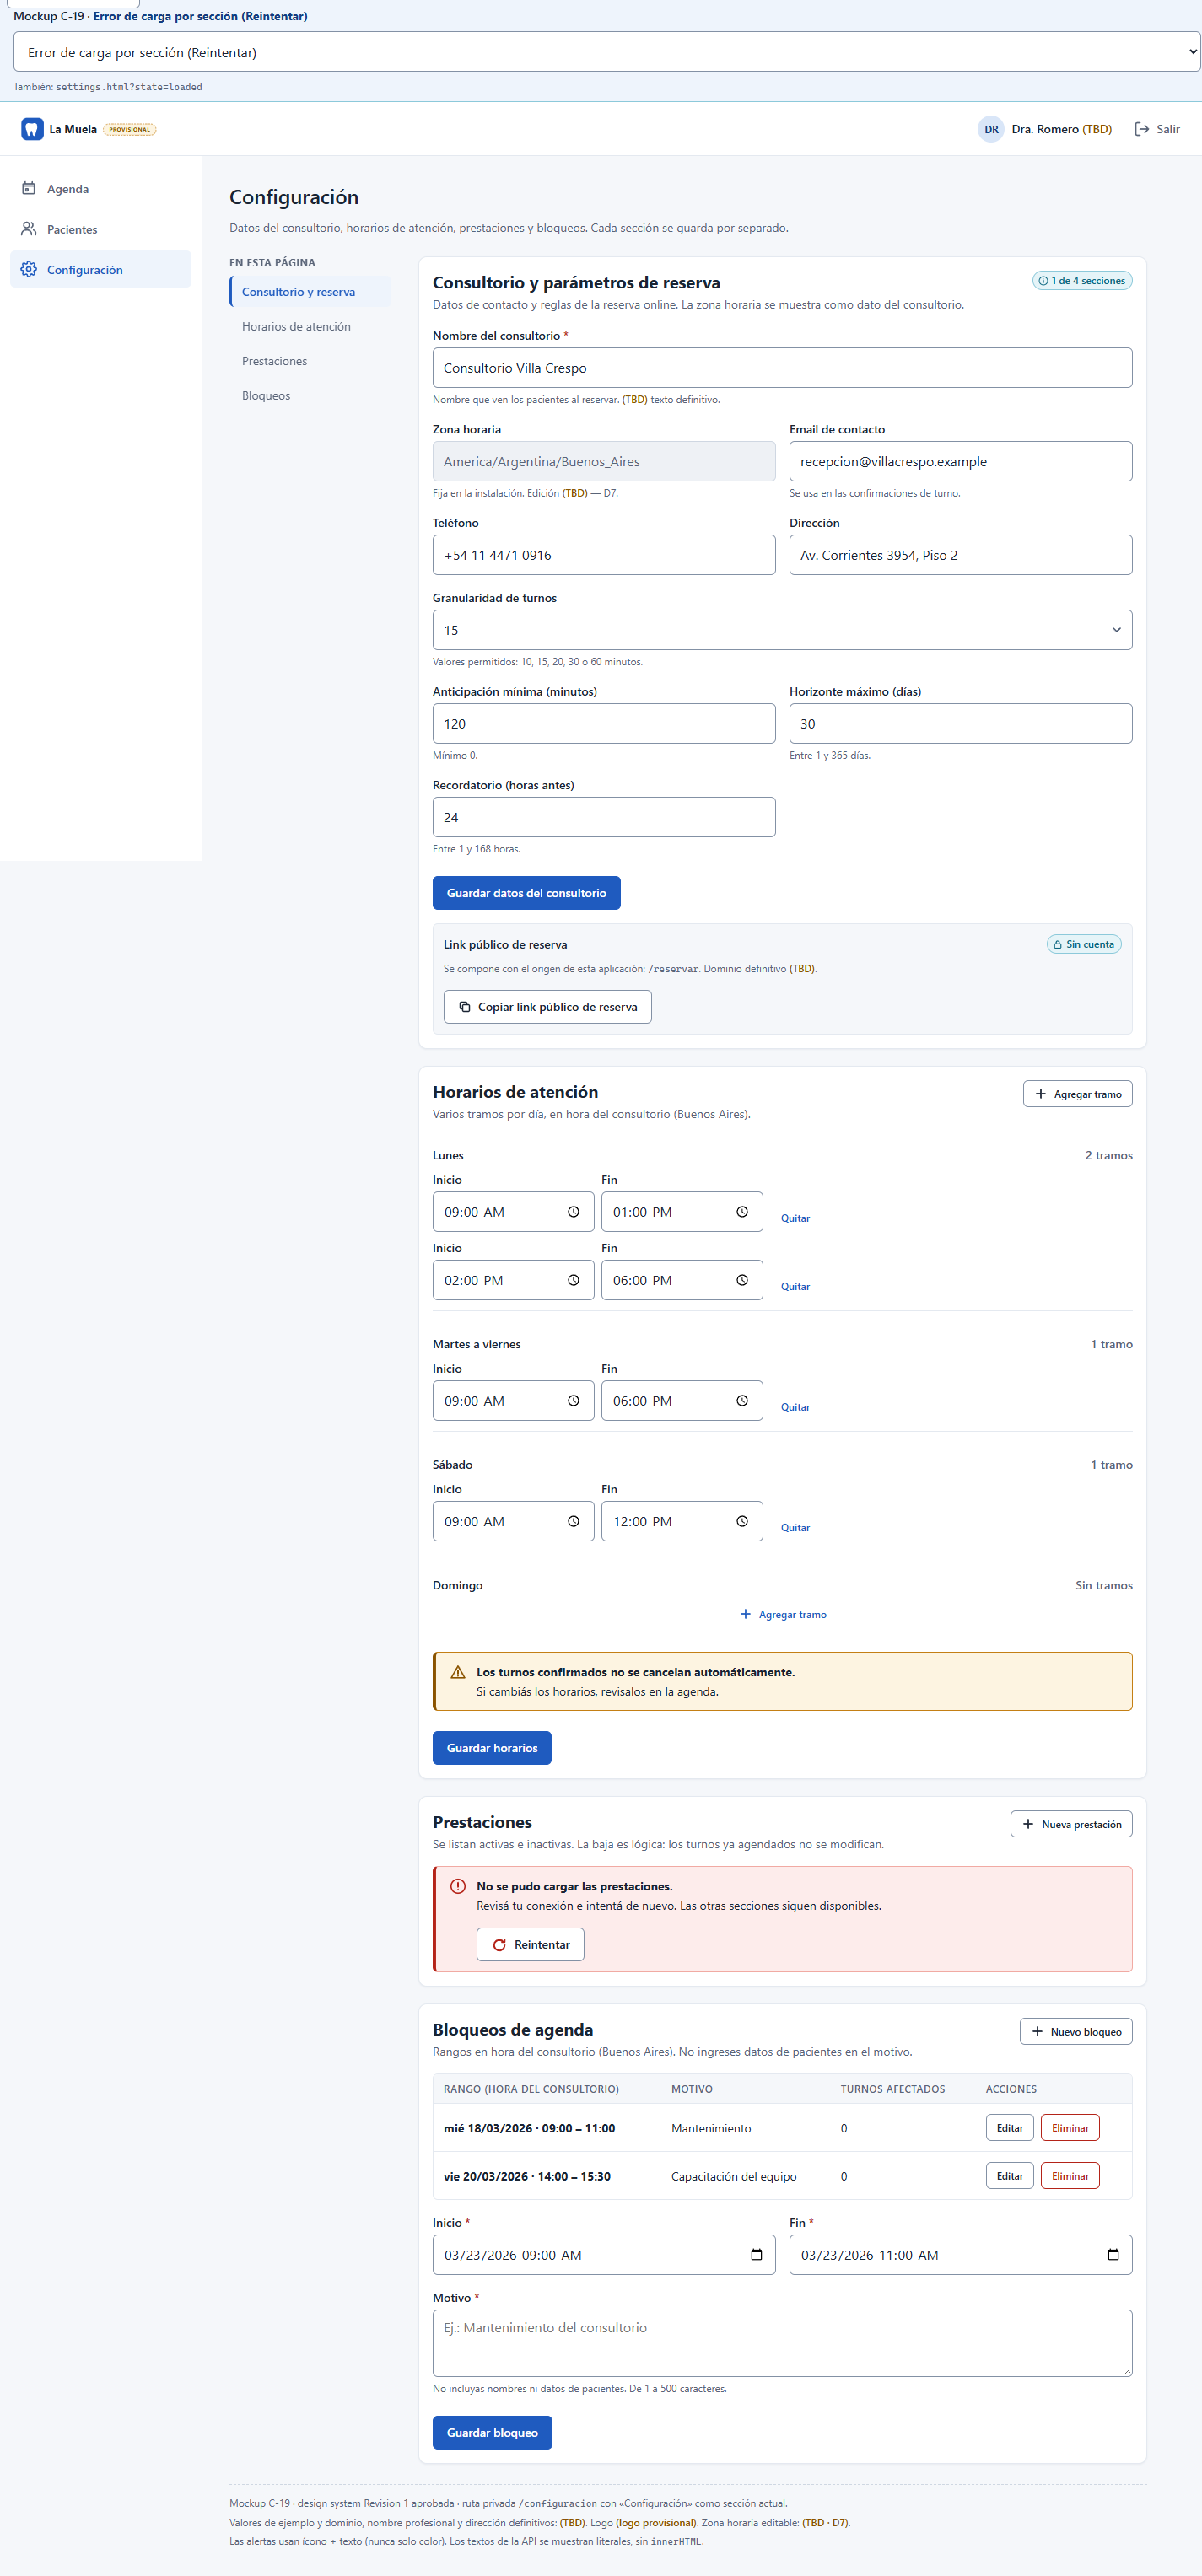 Mockup C-19 · Error de carga por sección (Reintentar)
Error de carga por sección (Reintentar)
También: settings.html?state=loaded
La Muela PROVISIONAL
DR Dra. Romero (TBD) Salir
Agenda
Pacientes
Configuración
Configuración
Datos del consultorio, horarios de atención, prestaciones y bloqueos. Cada sección se guarda por separado.
EN ESTA PÁGINA
Consultorio y reserva
Horarios de atención
Prestaciones
Bloqueos
Consultorio y parámetros de reserva
1 de 4 secciones
Datos de contacto y reglas de la reserva online. La zona horaria se muestra como dato del consultorio.
Nombre del consultorio *
Consultorio Villa Crespo
Nombre que ven los pacientes al reservar. (TBD) texto definitivo.
Zona horaria Email de contacto
America/Argentina/Buenos_Aires recepcion@villacrespo.example
Fija en la instalación. Edición (TBD) — D7. Se usa en las confirmaciones de turno.
Teléfono Dirección
+54 11 4471 0916 Av. Corrientes 3954, Piso 2
Granularidad de turnos
15
Valores permitidos: 10, 15, 20, 30 o 60 minutos.
Anticipación mínima (minutos) Horizonte máximo (días)
120 30
Mínimo 0. Entre 1 y 365 días.
Recordatorio (horas antes)
24
Entre 1 y 168 horas.
Guardar datos del consultorio
Link público de reserva Sin cuenta
Se compone con el origen de esta aplicación: /reservar. Dominio definitivo (TBD).
Copiar link público de reserva
Horarios de atención Agregar tramo
Varios tramos por día, en hora del consultorio (Buenos Aires).
Lunes 2 tramos
Inicio Fin
09:00 AM 01:00 PM Quitar
Inicio Fin
02:00 PM 06:00 PM Quitar
Martes a viernes 1 tramo
Inicio Fin
09:00 AM 06:00 PM Quitar
Sábado 1 tramo
Inicio Fin
09:00 AM 12:00 PM Quitar
Domingo Sin tramos
Agregar tramo
Los turnos confirmados no se cancelan automáticamente.
Si cambiás los horarios, revisalos en la agenda.
Guardar horarios
Prestaciones Nueva prestación
Se listan activas e inactivas. La baja es lógica: los turnos ya agendados no se modifican.
No se pudo cargar las prestaciones.
Revisá tu conexión e intentá de nuevo. Las otras secciones siguen disponibles.
Reintentar
Bloqueos de agenda Nuevo bloqueo
Rangos en hora del consultorio (Buenos Aires). No ingreses datos de pacientes en el motivo.
RANGO (HORA DEL CONSULTORIO) MOTIVO TURNOS AFECTADOS ACCIONES
mié 18/03/2026 · 09:00 – 11:00 Mantenimiento 0 Editar Eliminar
vie 20/03/2026 · 14:00 – 15:30 Capacitación del equipo 0 Editar Eliminar
Inicio * Fin *
03/23/2026 09:00 AM 03/23/2026 11:00 AM
Motivo *
Ej.: Mantenimiento del consultorio
No incluyas nombres ni datos de pacientes. De 1 a 500 caracteres.
Guardar bloqueo
Mockup C-19 · design system Revision 1 aprobada · ruta privada /configuracion con «Configuración» como sección actual.
Valores de ejemplo y dominio, nombre profesional y dirección definitivos: (TBD). Logo (logo provisional). Zona horaria editable: (TBD · D7).
Las alertas usan ícono + texto (nunca solo color). Los textos de la API se muestran literales, sin innerHTML.